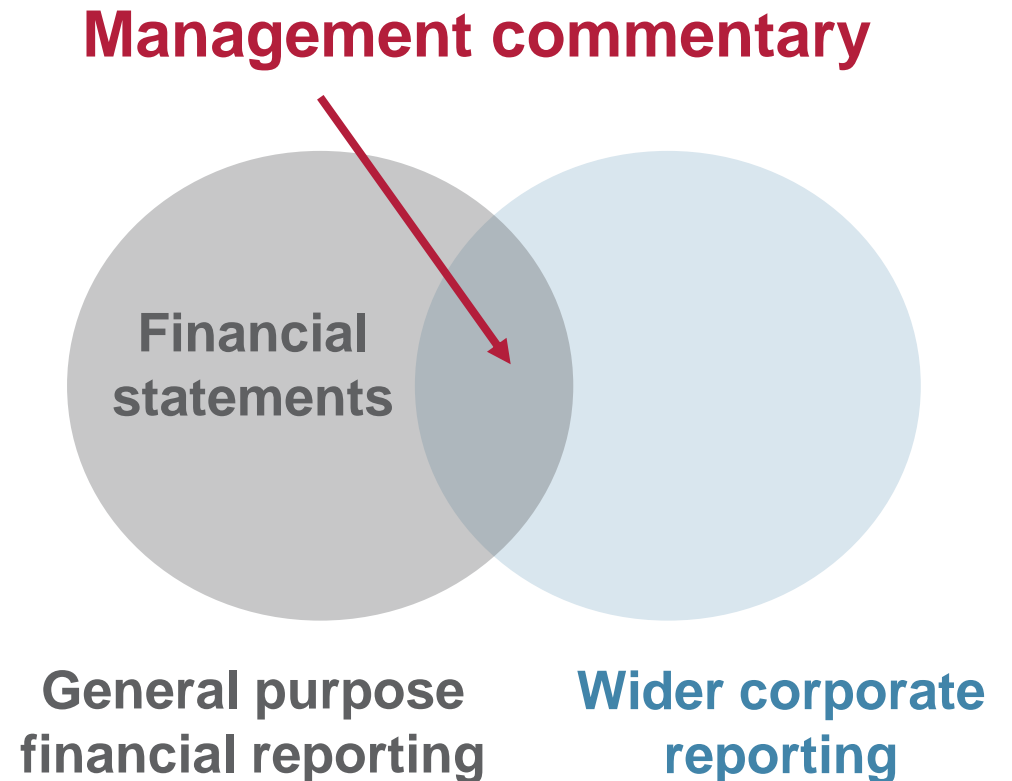 Management commentary
Financial
statements
General purpose
financial reporting
Wider corporate
reporting